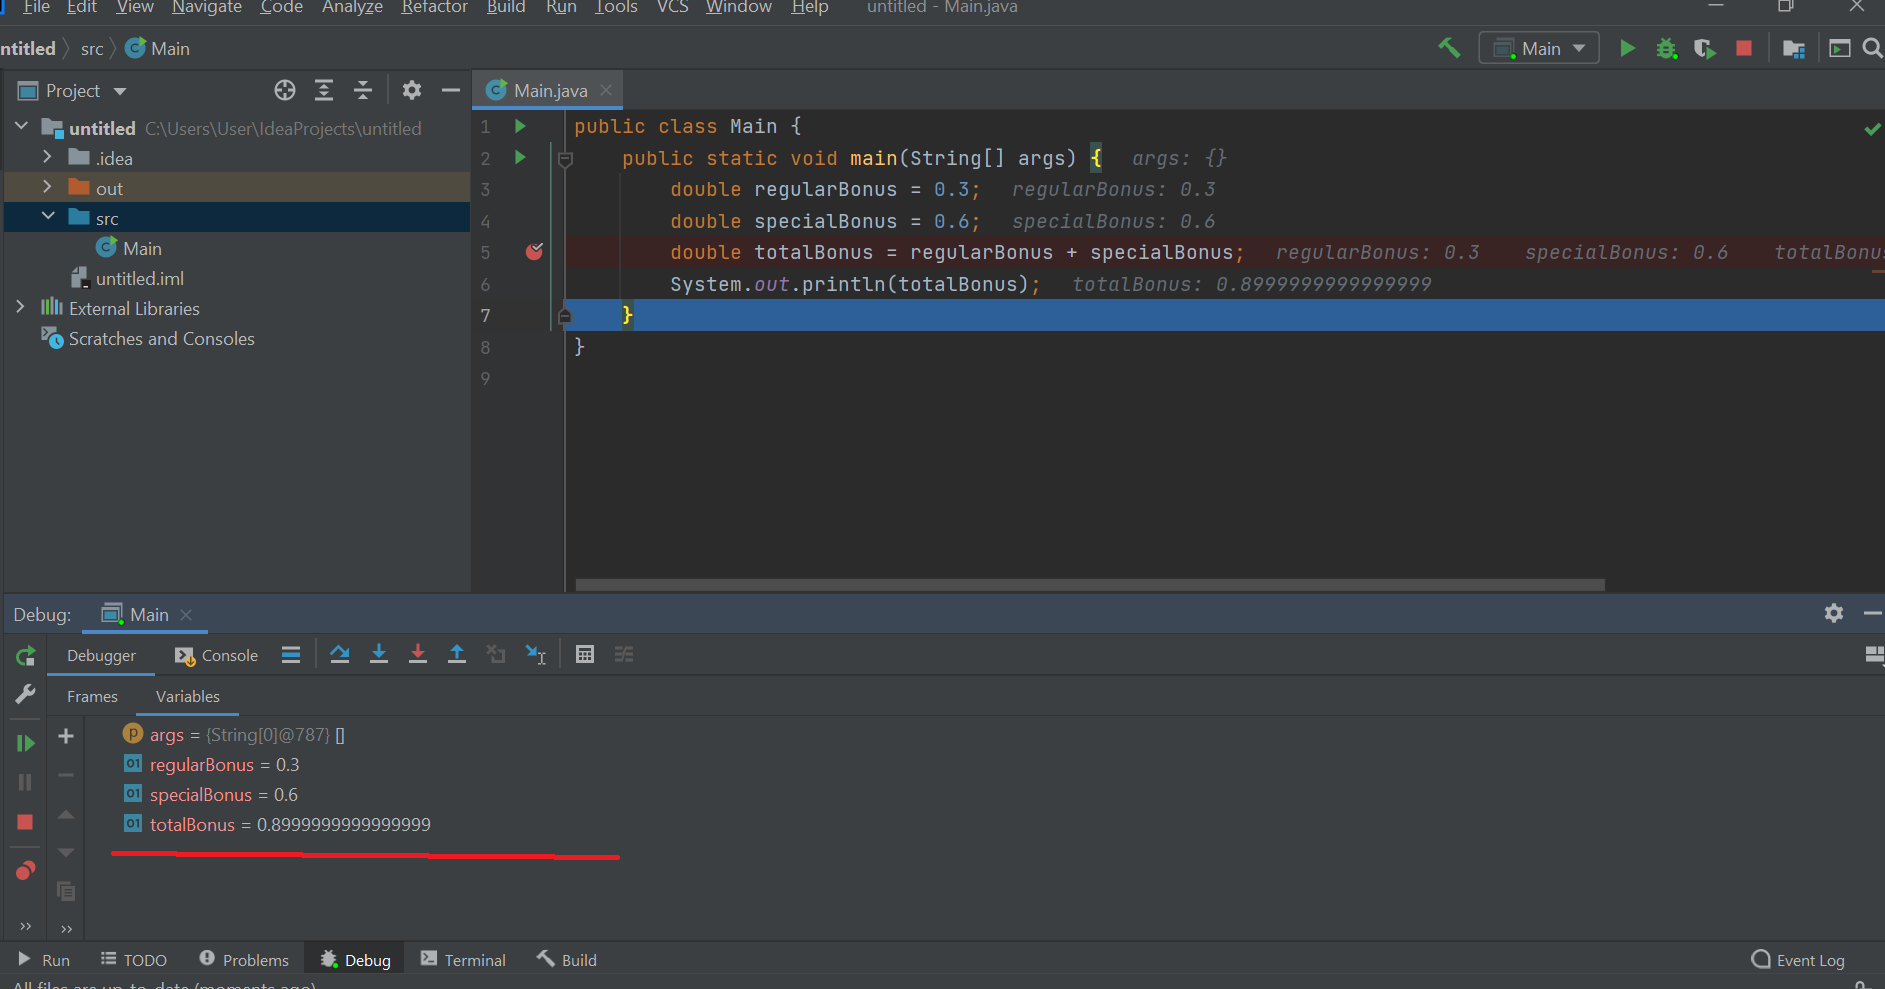 File Edit View Navigate Code Analyze Refactor Build Run Tools VCS Window Help untitled - Main.java
ntitled src Main
Main
Project
Main.java
untitled C:\Users\User\IdeaProjects\untitled
.idea
out
src
Main
untitled.iml
External Libraries
Scratches and Consoles
1 public class Main {
2 public static void main(String[] args) { args: {}
3 double regularBonus = 0.3; regularBonus: 0.3
4 double specialBonus = 0.6; specialBonus: 0.6
5 double totalBonus = regularBonus + specialBonus; regularBonus: 0.3 specialBonus: 0.6 totalBonus
6 System.out.println(totalBonus); totalBonus: 0.8999999999999999
7 }
8 }
9
Debug: Main
Debugger Console
Frames Variables
args = {String[0]@787} []
regularBonus = 0.3
specialBonus = 0.6
totalBonus = 0.8999999999999999
Run TODO Problems Debug Terminal Build Event Log
All files are up-to-date (moments ago)